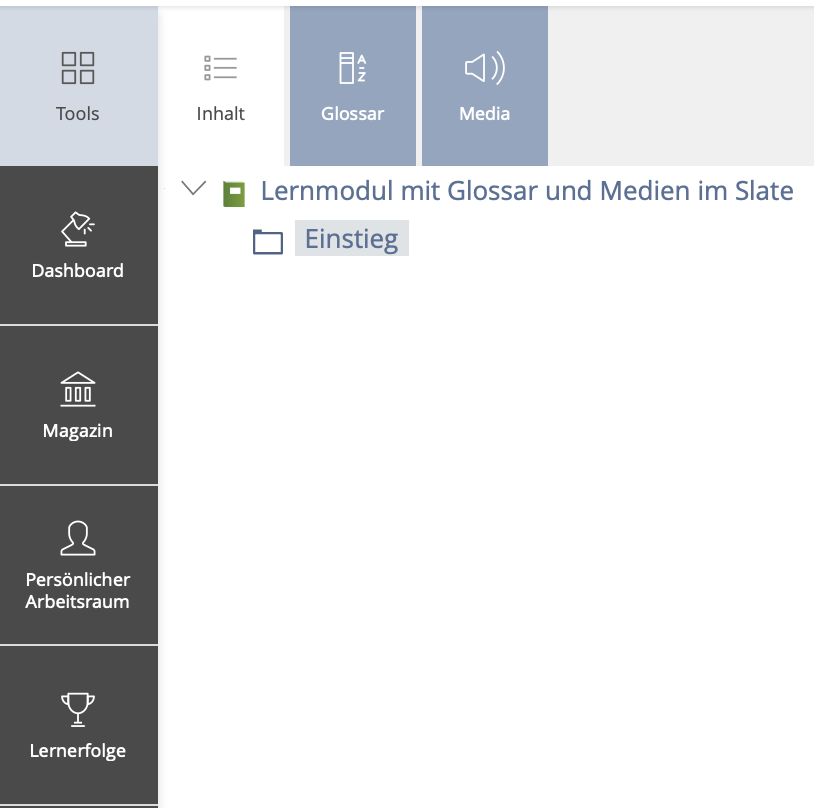 Tools
Inhalt
A-Z
Glossar
Media
Lernmodul mit Glossar und Medien im Slate
Einstieg
Dashboard
Magazin
Persönlicher
Arbeitsraum
Lernerfolge